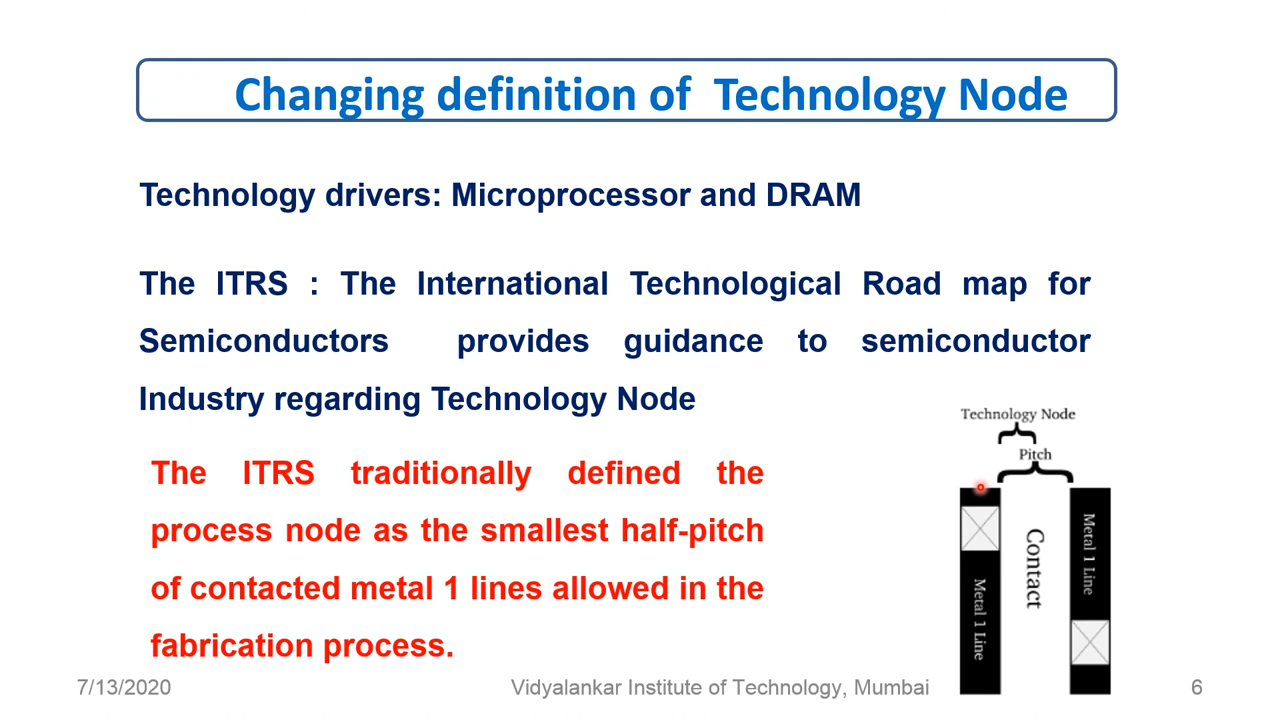 Changing definition of Technology Node
Technology drivers: Microprocessor and DRAM
The ITRS : The International Technological Road map for
Semiconductors provides guidance to semiconductor
Industry regarding Technology Node
The ITRS traditionally defined the
process node as the smallest half-pitch
of contacted metal 1 lines allowed in the
fabrication process.
Technology Node
Pitch
Metal 1 Line
Contact
Metal 1 Line
7/13/2020
Vidyalankar Institute of Technology, Mumbai
6